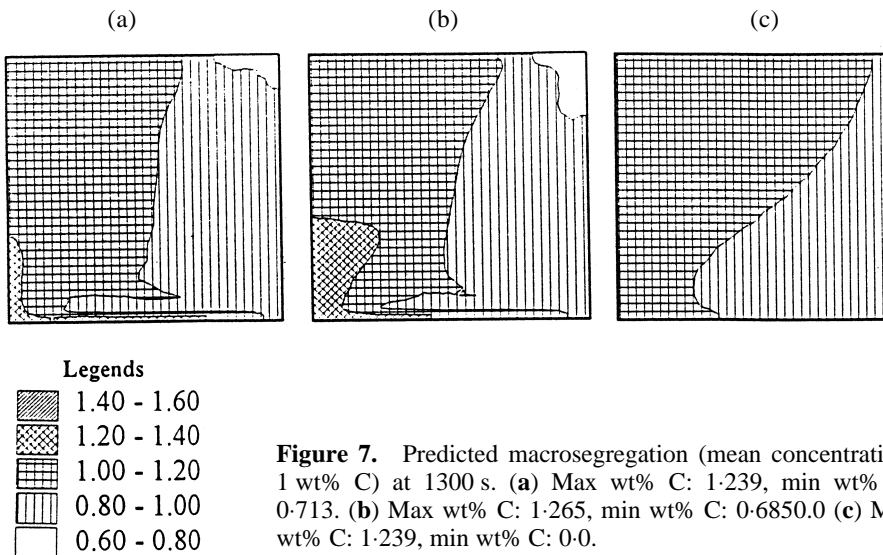 (a) (b) (c)
Legends
1.40 - 1.60
1.20 - 1.40
1.00 - 1.20
0.80 - 1.00
0.60 - 0.80
Figure 7. Predicted macrosegregation (mean concentrati
1 wt% C) at 1300 s. (a) Max wt% C: 1·239, min wt%
0·713. (b) Max wt% C: 1·265, min wt% C: 0·6850.0 (c) M
wt% C: 1·239, min wt% C: 0·0.